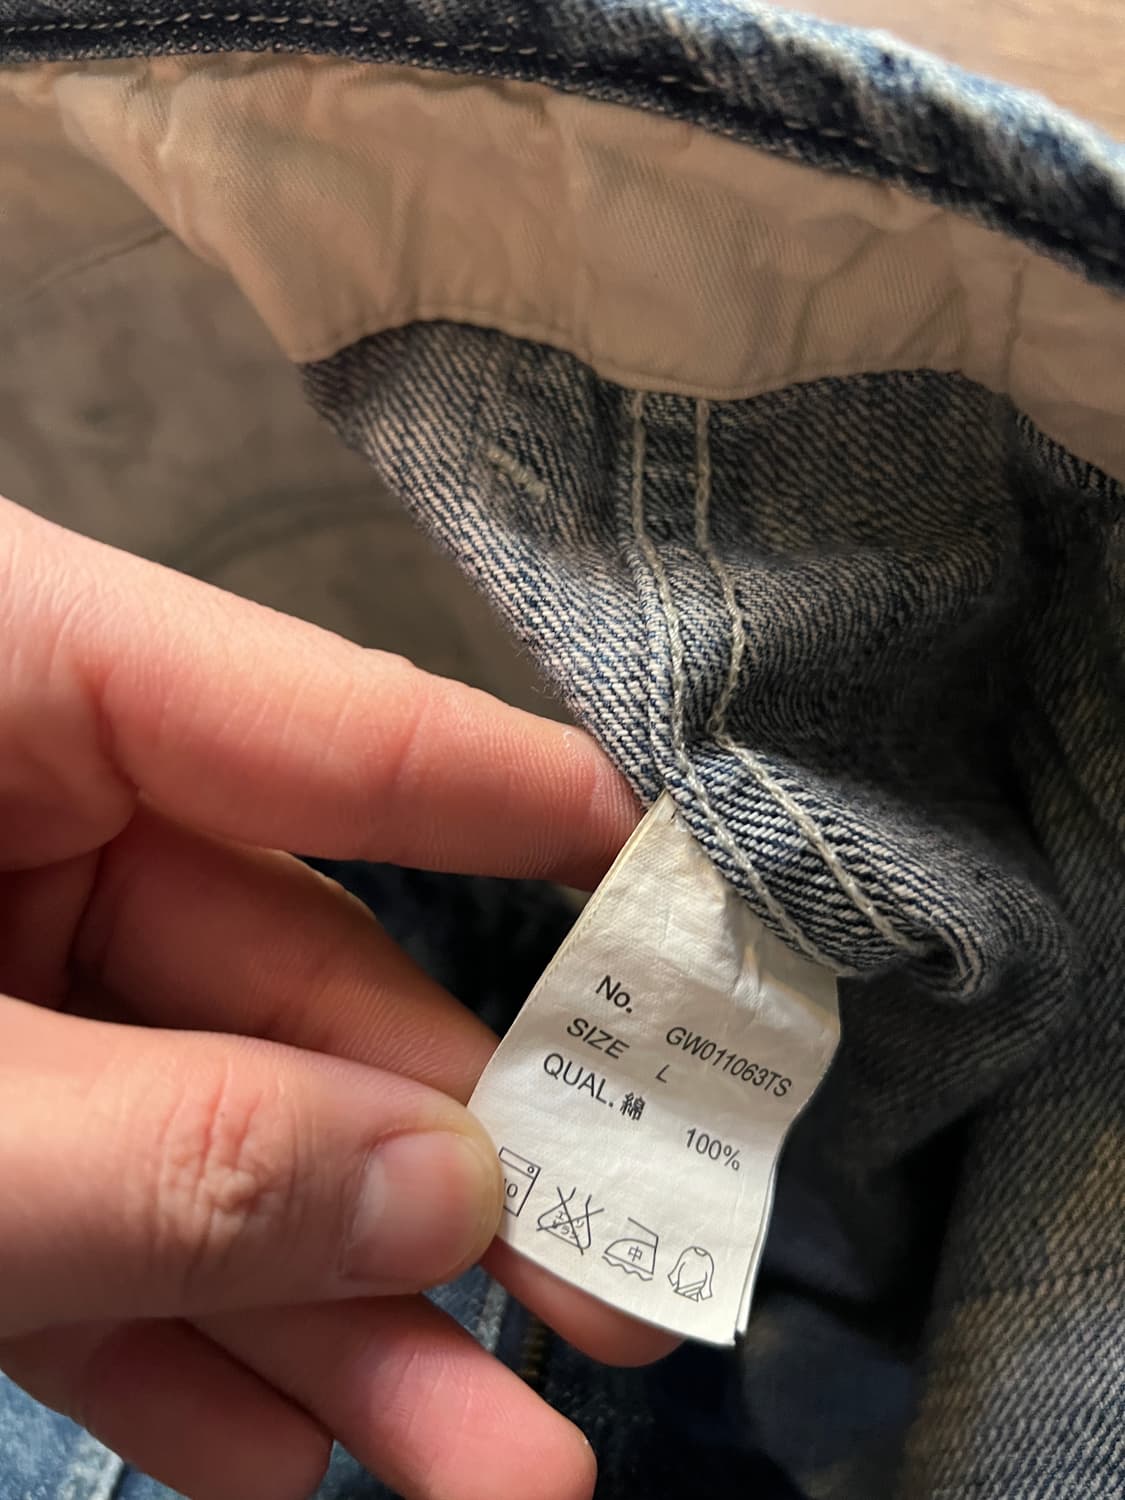 No. GW011063TS
SIZE L
QUAL. 綿 100%
中